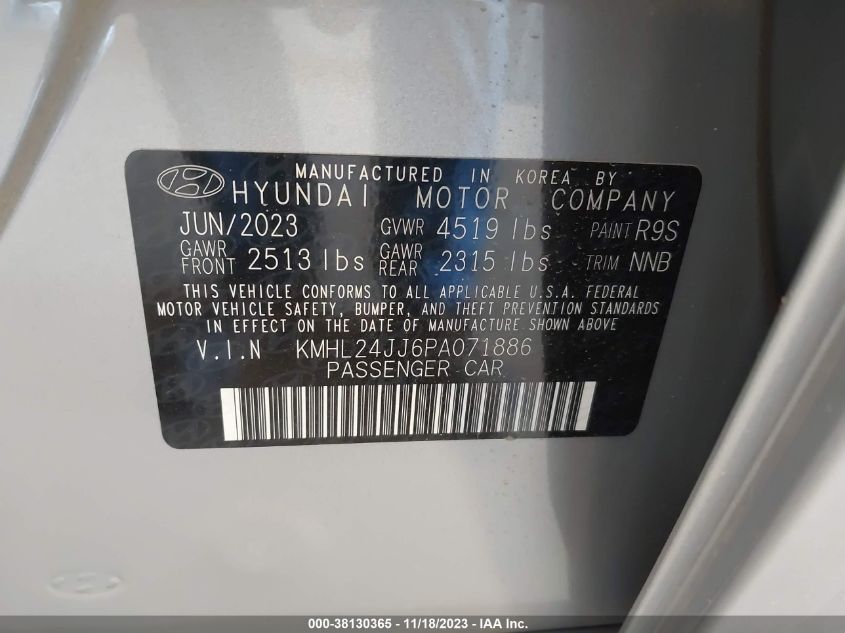 MANUFACTURED IN KOREA BY
HYUNDAI MOTOR COMPANY
JUN/2023 GVWR 4519 lbs PAINT R9S
GAWR FRONT 2513 lbs GAWR REAR 2315 lbs TRIM NNB
THIS VEHICLE CONFORMS TO ALL APPLICABLE U.S.A. FEDERAL
MOTOR VEHICLE SAFETY, BUMPER, AND THEFT PREVENTION STANDARDS
IN EFFECT ON THE DATE OF MANUFACTURE SHOWN ABOVE
V.I.N KMHL24JJ6PA071886
PASSENGER CAR
000-38130365 - 11/18/2023 - IAA Inc.